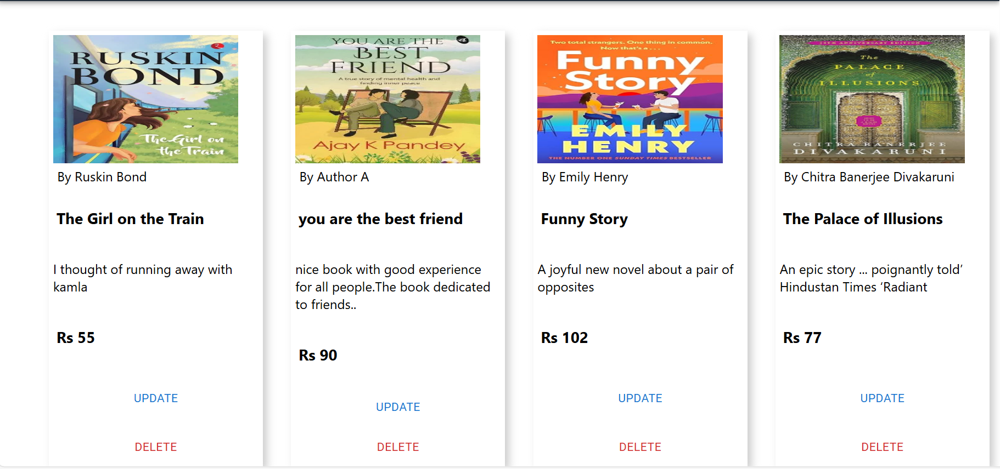 RUSKIN
BOND
The Girl on
the Train
By Ruskin Bond
The Girl on the Train
I thought of running away with
kamla
Rs 55
UPDATE
DELETE
YOU ARE THE
BEST
FRIEND
A true story of mental health and
finding inner peace
Ajay K Pandey
By Author A
you are the best friend
nice book with good experience
for all people.The book dedicated
to friends..
Rs 90
UPDATE
DELETE
Two total strangers. One thing in common.
Now that's a . . .
Funny
Story
EMILY
HENRY
THE NUMBER ONE SUNDAY TIMES BESTSELLER
By Emily Henry
Funny Story
A joyful new novel about a pair of
opposites
Rs 102
UPDATE
DELETE
ANNIVERSARY EDITION
The
PALACE
of
ILLUSIONS
CHITRA BANERJEE
DIVAKARUNI
By Chitra Banerjee Divakaruni
The Palace of Illusions
An epic story ... poignantly told’
Hindustan Times ‘Radiant
Rs 77
UPDATE
DELETE